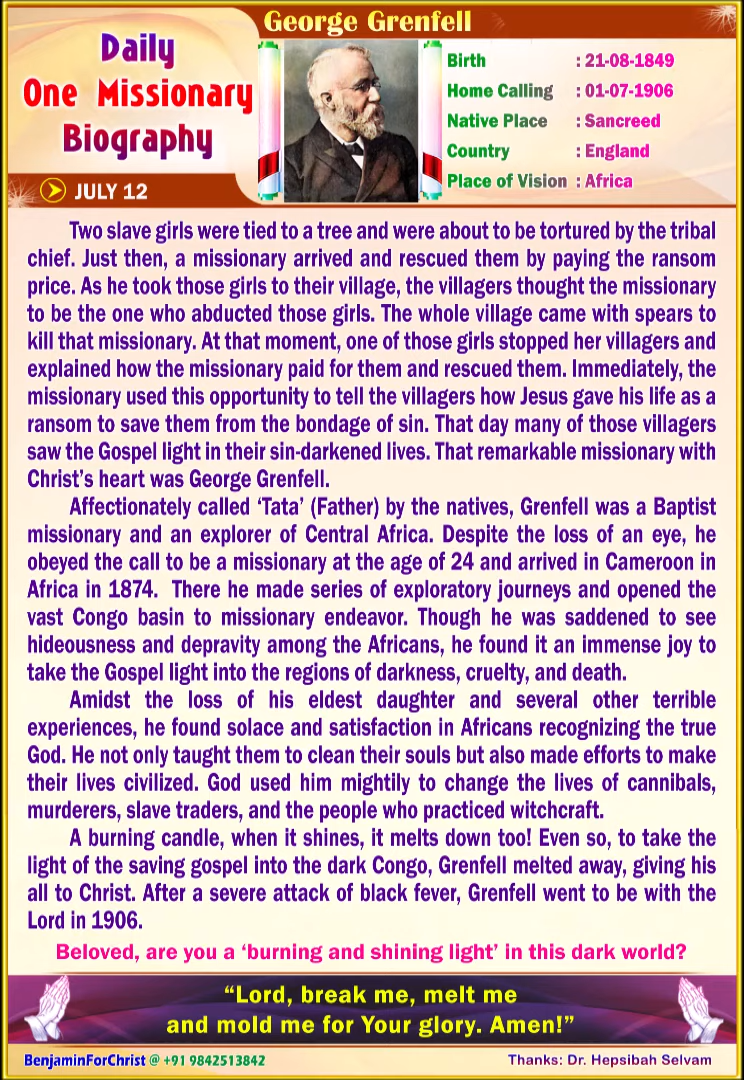 George Grenfell
Daily
One Missionary
Biography
JULY 12
Birth : 21-08-1849
Home Calling : 01-07-1906
Native Place : Sancreed
Country : England
Place of Vision : Africa
Two slave girls were tied to a tree and were about to be tortured by the tribal
chief. Just then, a missionary arrived and rescued them by paying the ransom
price. As he took those girls to their village, the villagers thought the missionary
to be the one who abducted those girls. The whole village came with spears to
kill that missionary. At that moment, one of those girls stopped her villagers and
explained how the missionary paid for them and rescued them. Immediately, the
missionary used this opportunity to tell the villagers how Jesus gave his life as a
ransom to save them from the bondage of sin. That day many of those villagers
saw the Gospel light in their sin-darkened lives. That remarkable missionary with
Christ's heart was George Grenfell.
Affectionately called 'Tata' (Father) by the natives, Grenfell was a Baptist
missionary and an explorer of Central Africa. Despite the loss of an eye, he
obeyed the call to be a missionary at the age of 24 and arrived in Cameroon in
Africa in 1874. There he made series of exploratory journeys and opened the
vast Congo basin to missionary endeavor. Though he was saddened to see
hideousness and depravity among the Africans, he found it an immense joy to
take the Gospel light into the regions of darkness, cruelty, and death.
Amidst the loss of his eldest daughter and several other terrible
experiences, he found solace and satisfaction in Africans recognizing the true
God. He not only taught them to clean their souls but also made efforts to make
their lives civilized. God used him mightily to change the lives of cannibals,
murderers, slave traders, and the people who practiced witchcraft.
A burning candle, when it shines, it melts down too! Even so, to take the
light of the saving gospel into the dark Congo, Grenfell melted away, giving his
all to Christ. After a severe attack of black fever, Grenfell went to be with the
Lord in 1906.
Beloved, are you a 'burning and shining light' in this dark world?
"Lord, break me, melt me
and mold me for Your glory. Amen!"
BenjaminForChrist @ +91 9842513842
Thanks: Dr. Hepsibah Selvam